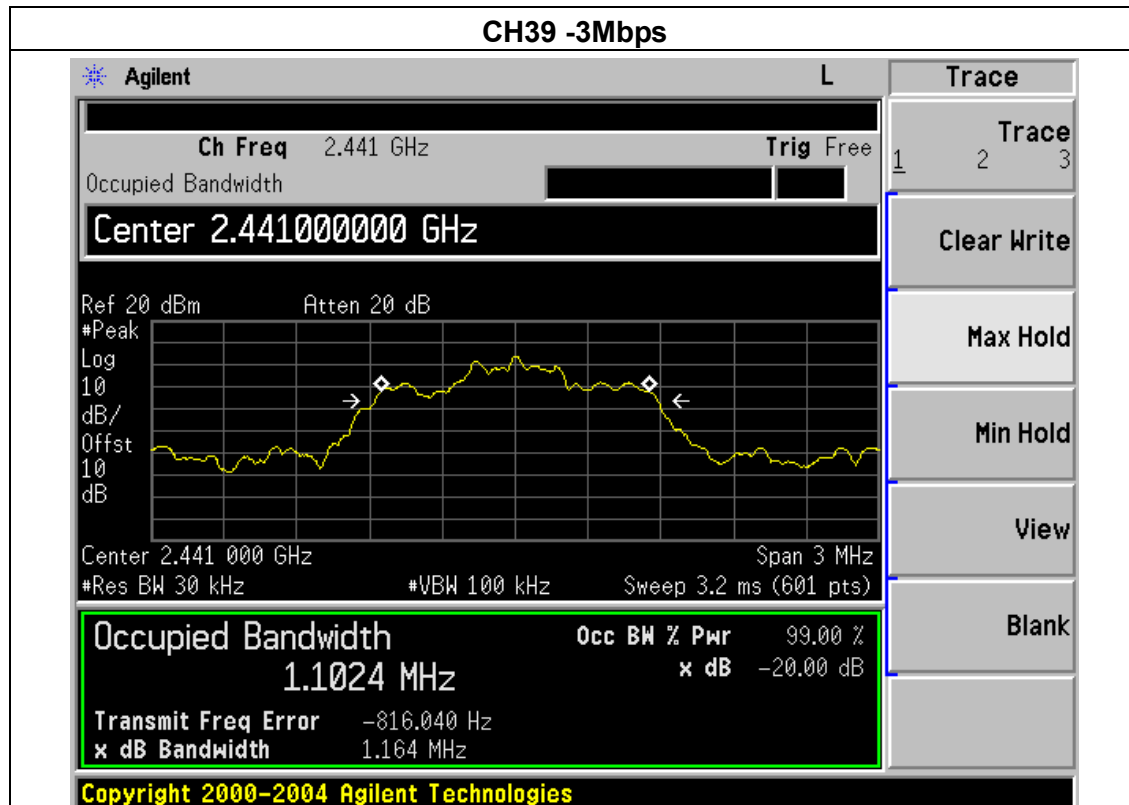 CH39 -3Mbps
Agilent L Trace
Ch Freq 2.441 GHz Trig Free
Occupied Bandwidth
Center 2.441000000 GHz
Ref 20 dBm Atten 20 dB
#Peak
Log
10
dB/
Offst
10
dB
Center 2.441 000 GHz Span 3 MHz
#Res BW 30 kHz #VBW 100 kHz Sweep 3.2 ms (601 pts)
Occupied Bandwidth Occ BW % Pwr 99.00 %
1.1024 MHz x dB -20.00 dB
Transmit Freq Error -816.040 Hz
x dB Bandwidth 1.164 MHz
Trace
1 2 3
Clear Write
Max Hold
Min Hold
View
Blank
Copyright 2000-2004 Agilent Technologies